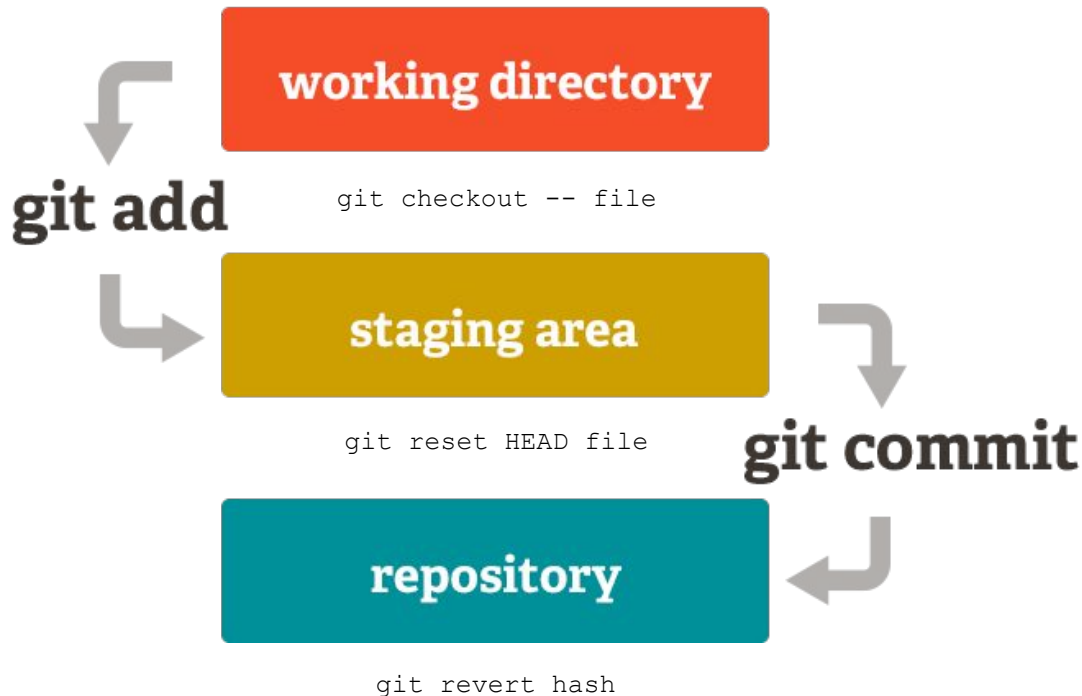 working directory
git checkout -- file
git add
staging area
git reset HEAD file
git commit
repository
git revert hash